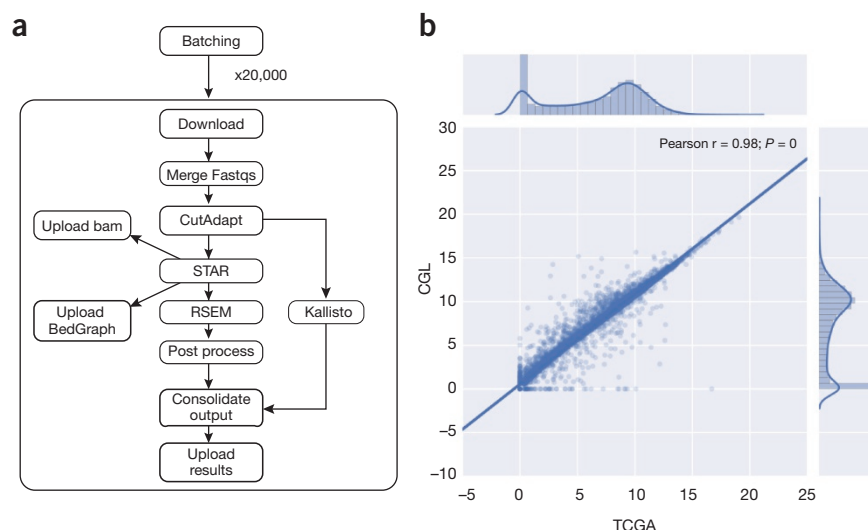 a
Batching
x20,000
Download
Merge Fastqs
CutAdapt
Upload bam
STAR
Upload
BedGraph
RSEM
Kallisto
Post process
Consolidate
output
Upload
results
b
Pearson r = 0.98; P = 0
30
25
20
15
10
5
0
−5
−10
CGL
−5
0
5
10
15
20
25
TCGA